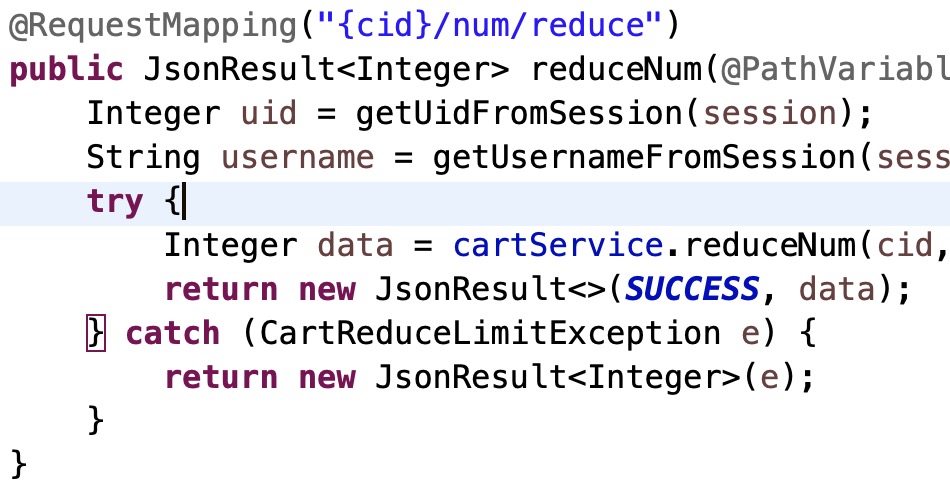 @RequestMapping("{cid}/num/reduce")
public JsonResult<Integer> reduceNum(@PathVariabl
Integer uid = getUidFromSession(session);
String username = getUsernameFromSession(sess
try {
Integer data = cartService.reduceNum(cid,
return new JsonResult<>(SUCCESS, data);
} catch (CartReduceLimitException e) {
return new JsonResult<Integer>(e);
}
}